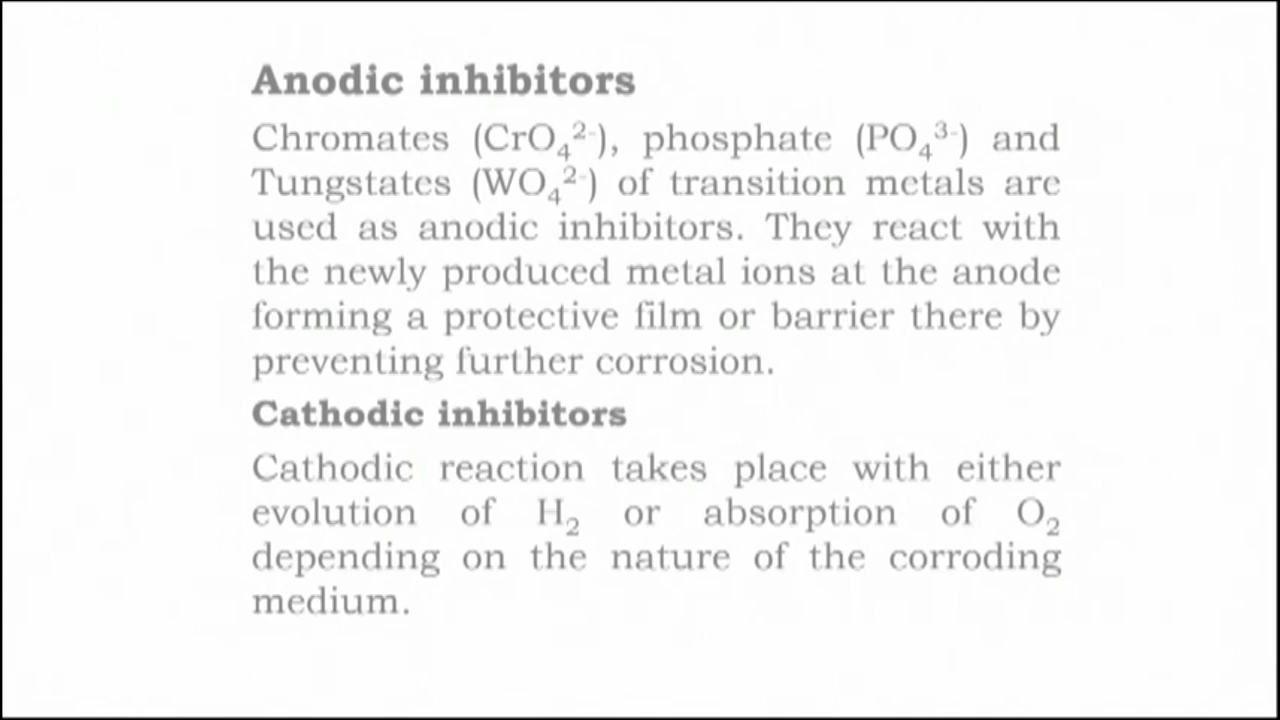 Anodic inhibitors
Chromates (CrO₄²⁻), phosphate (PO₄³⁻) and
Tungstates (WO₄²⁻) of transition metals are
used as anodic inhibitors. They react with
the newly produced metal ions at the anode
forming a protective film or barrier there by
preventing further corrosion.
Cathodic inhibitors
Cathodic reaction takes place with either
evolution of H₂ or absorption of O₂
depending on the nature of the corroding
medium.